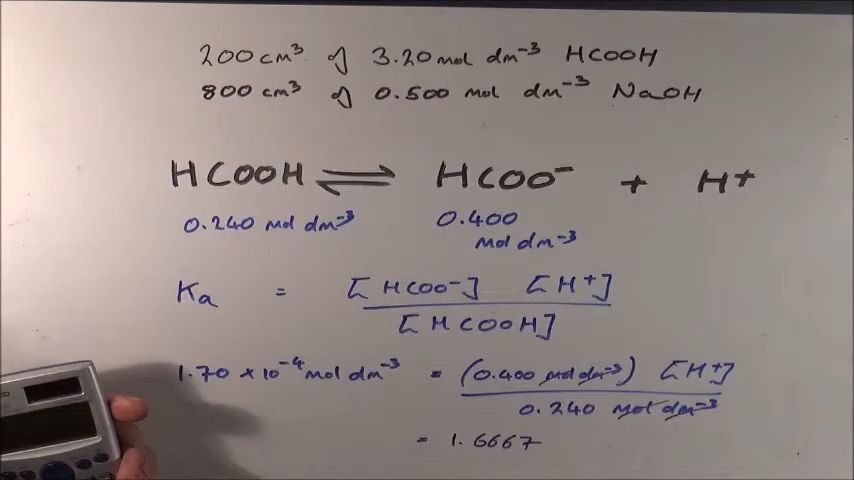 200 cm³ of 3.20 mol dm⁻³ HCOOH
800 cm³ of 0.500 mol dm⁻³ NaOH
HCOOH ⇌ HCOO⁻ + H⁺
0.240 mol dm⁻³ 0.400
mol dm⁻³
Ka = [HCOO⁻] [H⁺]
[HCOOH]
1.70 × 10⁻⁴ mol dm⁻³ = (0.400 mol dm⁻³) [H⁺]
0.240 mol dm⁻³
= 1.6667